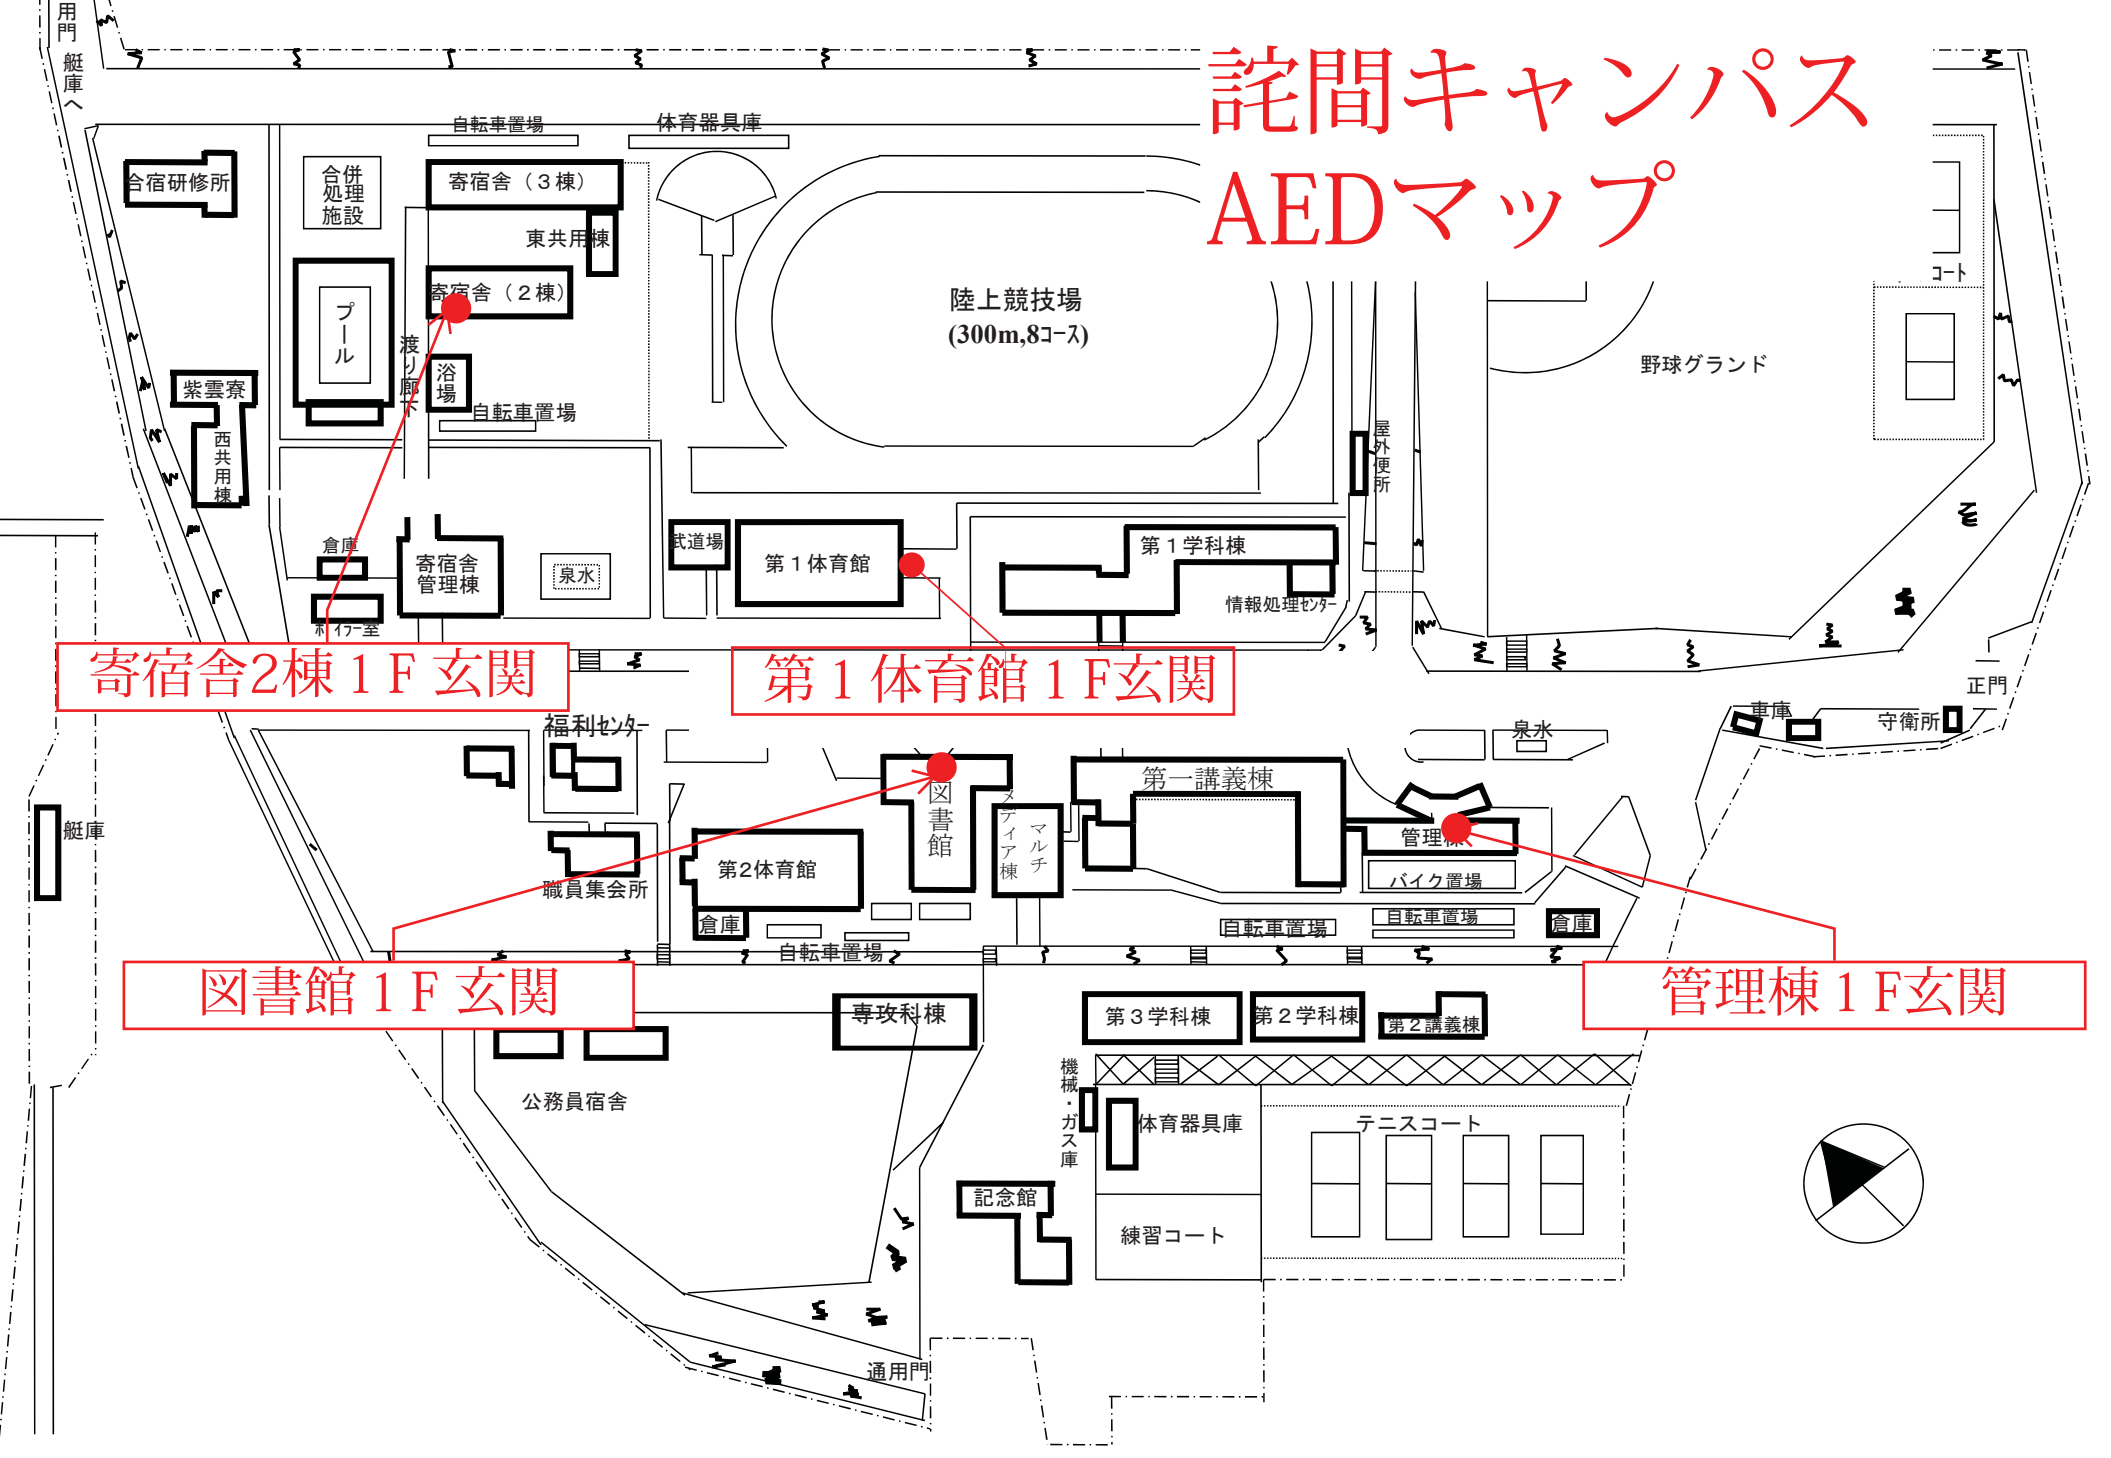 用門
艇庫へ
詫間キャンパス
AEDマップ
自転車置場
体育器具庫
合宿研修所
合併
処理
施設
寄宿舎（３棟）
東共用棟
寄宿舎（２棟）
プール
渡り廊下
浴場
自転車置場
陸上競技場
(300m,8ｺｰｽ)
コート
野球グランド
紫雲寮
西共用棟
屋外便所
倉庫
寄宿舎
管理棟
泉水
武道場
第１体育館
第１学科棟
情報処理ｾﾝﾀｰ
ﾎﾞｲﾗｰ室
寄宿舎2棟１Ｆ玄関
第１体育館１Ｆ玄関
正門
車庫
守衛所
福利ｾﾝﾀｰ
泉水
艇庫
図書館
メディア棟
マルチ
第一講義棟
管理棟
第2体育館
職員集会所
バイク置場
倉庫
自転車置場
自転車置場
自転車置場
倉庫
図書館１Ｆ玄関
管理棟１Ｆ玄関
専攻科棟
第３学科棟
第２学科棟
第２講義棟
公務員宿舎
機械・ガス庫
体育器具庫
テニスコート
記念館
練習コート
通用門